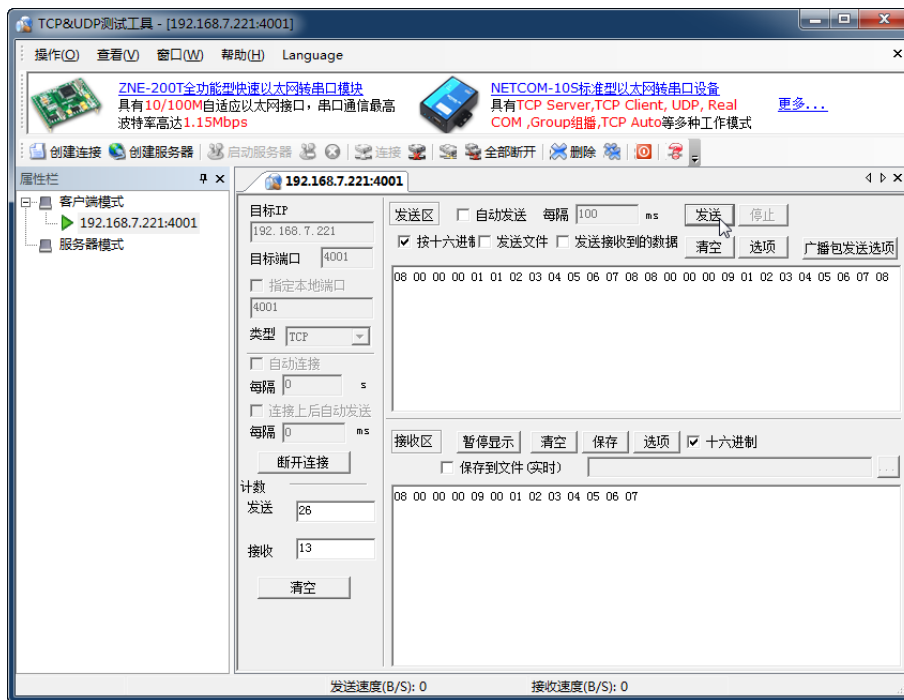 TCP&UDP测试工具 - [192.168.7.221:4001]
操作(O) 查看(V) 窗口(W) 帮助(H) Language
ZNE-200T全功能型快速以太网转串口模块
具有10/100M自适应以太网接口，串口通信最高
波特率高达1.15Mbps
NETCOM-10S标准型以太网转串口设备
具有TCP Server,TCP Client, UDP, Real
COM ,Group组播,TCP Auto等多种工作模式
更多...
创建连接 创建服务器 启动服务器 连接 全部断开 删除
属性栏
客户端模式
192.168.7.221:4001
服务器模式
192.168.7.221:4001
目标IP
192.168.7.221
目标端口 4001
指定本地端口
4001
类型 TCP
自动连接
每隔 0 s
连接上后自动发送
每隔 0 ms
断开连接
计数
发送 26
接收 13
清空
发送区 自动发送 每隔 100 ms 发送 停止
按十六进制 发送文件 发送接收到的数据 清空 选项 广播包发送选项
08 00 00 00 01 01 02 03 04 05 06 07 08 08 00 00 00 09 01 02 03 04 05 06 07 08
接收区 暂停显示 清空 保存 选项 十六进制
保存到文件(实时) ...
08 00 00 00 09 00 01 02 03 04 05 06 07
发送速度(B/S): 0 接收速度(B/S): 0